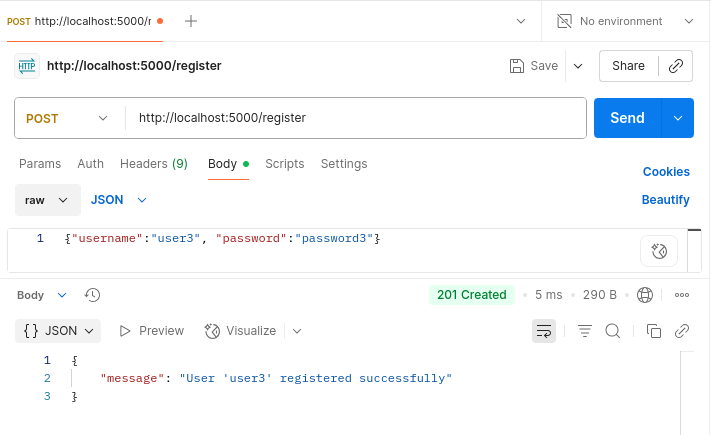 POST http://localhost:5000/r
No environment
HTTP http://localhost:5000/register
Save
Share
POST http://localhost:5000/register
Send
Params Auth Headers (9) Body Scripts Settings
Cookies
raw JSON
Beautify
1 {"username":"user3", "password":"password3"}
Body
201 Created • 5 ms • 290 B
{} JSON Preview Visualize
1 {
2 "message": "User 'user3' registered successfully"
3 }